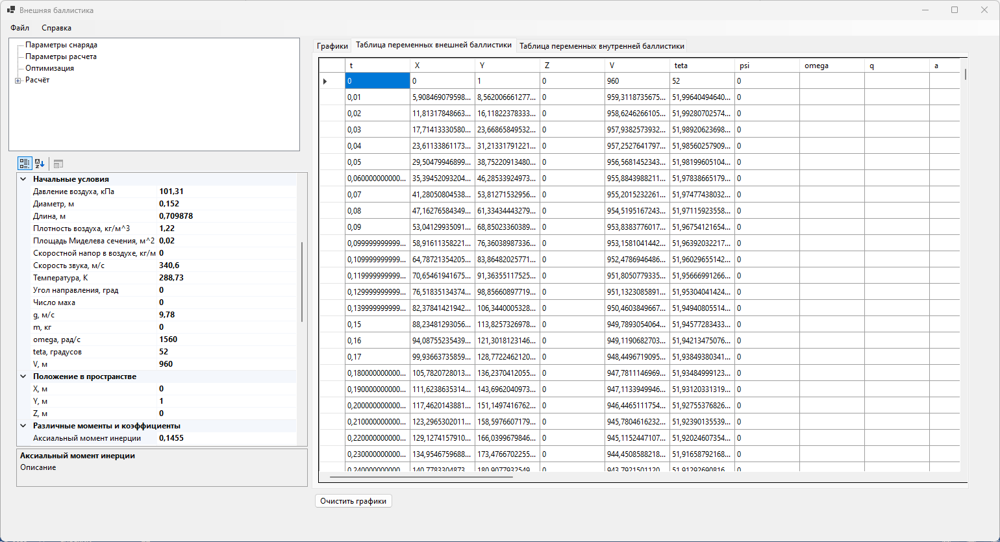 Внешняя баллистика
Файл Справка
Параметры снаряда
Параметры расчета
Оптимизация
Расчёт
Начальные условия
Давление воздуха, кПа 101,31
Диаметр, м 0,152
Длина, м 0,709878
Плотность воздуха, кг/м^3 1,22
Площадь Миделева сечения, м^2 0,02
Скоростной напор в воздухе, кг/м 0
Скорость звука, м/с 340,6
Температура, К 288,73
Угол направления, град 0
Число маха 0
g, м/с 9,78
m, кг 0
omega, рад/с 1560
teta, градусов 52
V, м 960
Положение в пространстве
X, м 0
Y, м 1
Z, м 0
Различные моменты и коэффициенты
Аксиальный момент инерции 0,1455
Аксиальный момент инерции
Описание
Графики Таблица переменных внешней баллистики Таблица переменных внутренней баллистики
t X Y Z V teta psi omega q a
0 0 1 0 960 52 0
0,01 5,908469079598... 8,562006661277... 0 959,3118735675... 51,99640494640... 0
0,02 11,81317848663... 16,11822378333... 0 958,6246266105... 51,99280702574... 0
0,03 17,71413330580... 23,66865849532... 0 957,9382573932... 51,98920623698... 0
0,04 23,61133861173... 31,21331791221... 0 957,2527641797... 51,98560257909... 0
0,05 29,50479946899... 38,75220913480... 0 956,5681452343... 51,98199605104... 0
0,060000000000... 35,39452093204... 46,28533924973... 0 955,8843988211... 51,97838665179... 0
0,07 41,28050804538... 53,81271532956... 0 955,2015232261... 51,97477438032... 0
0,08 47,16276584349... 61,33434443279... 0 954,5195167243... 51,97115923558... 0
0,09 53,04129935091... 68,85023360389... 0 953,8383776017... 51,96754121654... 0
0,099999999999... 58,91611358221... 76,36038987336... 0 953,1581041442... 51,96392032217... 0
0,109999999999... 64,78721354205... 83,86482025771... 0 952,4786946486... 51,96029655142... 0
0,119999999999... 70,65461941675... 91,36355117525... 0 951,8050779335... 51,95666991266... 0
0,129999999999... 76,51835134374... 98,85660897719... 0 951,1323085891... 51,95304041424... 0
0,139999999999... 82,37841421942... 106,3440005328... 0 950,4603849667... 51,94940805514... 0
0,15 88,23481293056... 113,8257326978... 0 949,7893054064... 51,94577283433... 0
0,16 94,08755235439... 121,3018123146... 0 949,1190682703... 51,94213475076... 0
0,17 99,93663735859... 128,7722462120... 0 948,4496719095... 51,93849380341... 0
0,180000000000... 105,7820728013... 136,2370412055... 0 947,7811146969... 51,93484999123... 0
0,190000000000... 111,6238635314... 143,6962040973... 0 947,1133949946... 51,93120331319... 0
0,200000000000... 117,4620143881... 151,1497416762... 0 946,4465111754... 51,92755376826... 0
0,210000000000... 123,2965302011... 158,5976607179... 0 945,7804616232... 51,92390135539... 0
0,220000000000... 129,1274157910... 166,0399679846... 0 945,1152447107... 51,92024607354... 0
0,230000000000... 134,9546759688... 173,4766702255... 0 944,4508588218... 51,91658792168... 0
0,240000000000... 140,7783304873... 180,9077932549... 0 943,7921501120... 51,91292690816... 0
Очистить графики